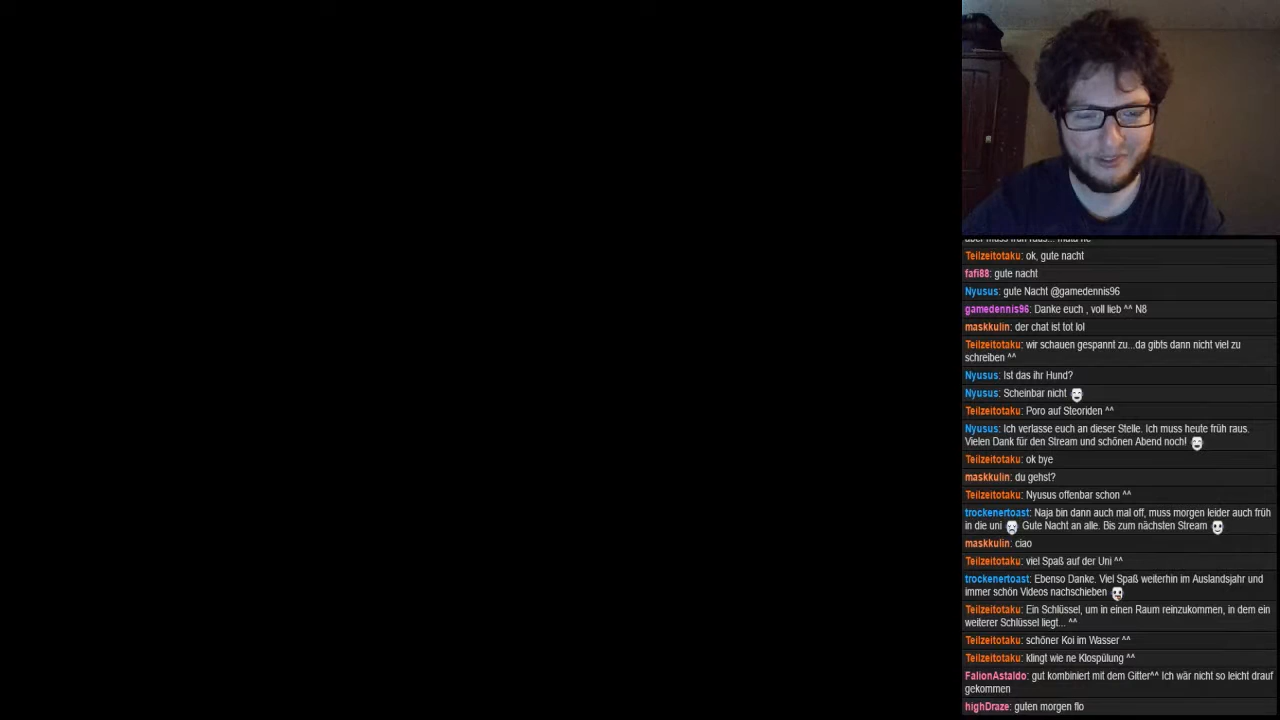 aber muss früh raus... mata ne
Teilzeitotaku: ok, gute nacht
fafi88: gute nacht
Nyusus: gute Nacht @gamedennis96
gamedennis96: Danke euch , voll lieb ^^ N8
maskkulin: der chat ist tot lol
Teilzeitotaku: wir schauen gespannt zu...da gibts dann nicht viel zu
schreiben ^^
Nyusus: Ist das ihr Hund?
Nyusus: Scheinbar nicht
Teilzeitotaku: Poro auf Steoriden ^^
Nyusus: Ich verlasse euch an dieser Stelle. Ich muss heute früh raus.
Vielen Dank für den Stream und schönen Abend noch!
Teilzeitotaku: ok bye
maskkulin: du gehst?
Teilzeitotaku: Nyusus offenbar schon ^^
trockenertoast: Naja bin dann auch mal off, muss morgen leider auch früh
in die uni Gute Nacht an alle. Bis zum nächsten Stream
maskkulin: ciao
Teilzeitotaku: viel Spaß auf der Uni ^^
trockenertoast: Ebenso Danke. Viel Spaß weiterhin im Auslandsjahr und
immer schön Videos nachschieben
Teilzeitotaku: Ein Schlüssel, um in einen Raum reinzukommen, in dem ein
weiterer Schlüssel liegt... ^^
Teilzeitotaku: schöner Koi im Wasser ^^
Teilzeitotaku: klingt wie ne Klospülung ^^
FalionAstaldo: gut kombiniert mit dem Gitter^^ Ich wär nicht so leicht drauf
gekommen
highDraze: guten morgen flo